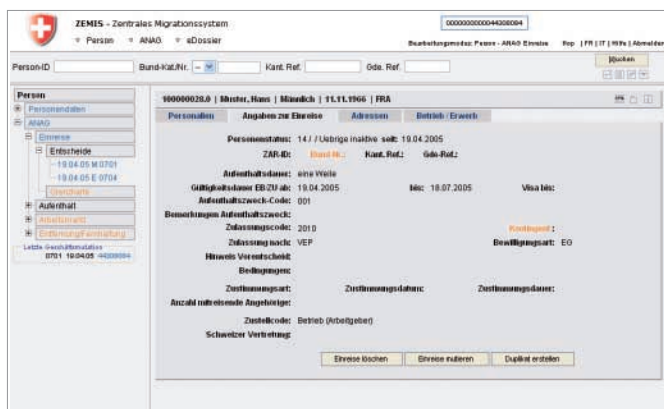 ZEMIS - Zentrales Migrationssystem
Person ANAG eDossier
Bearbeitungsmodus: Person - ANAG Einreise
Rep | FR | IT | Hilfe | Abmelden
Person-ID Bund-Kat./Nr. -- Kant. Ref. Gde. Ref.
Suchen
Person
Personendaten
ANAG
Einreise
Entscheide
19.04.05 M 0701
19.04.05 E 0704
Aufenthalt
Arbeitsmarkt
Entfernung/Fernhaltung
Letzte Geschäftsmutation
0701 19.04.05
100000028.0 | Muster, Hans | Männlich | 11.11.1966 | FRA
Personalien Angaben zur Einreise Adressen Betrieb / Erwerb
Personenstatus: 14 / / Uebrige inaktive seit: 19.04.2005
ZAR-ID: Kant. Ref.: Gde-Ref.:
Aufenthaltsdauer: eine Weile
Gültigkeitsdauer EB/ZU ab: 19.04.2005 bis: 18.07.2005 Visa bis:
Aufenthaltszweck-Code: 001
Bemerkungen Aufenthaltszweck:
Zulassungscode: 2010 Kontingent :
Zulassung nach: VEP Bewilligungsart: EG
Hinweis Vorentscheid:
Bedingungen:
Zustimmungsart: Zustimmungsdatum: Zustimmungsdauer:
Anzahl mitreisende Angehörige:
Zustellcode: Betrieb (Arbeitgeber)
Schweizer Vertretung:
Einreise löschen Einreise mutieren Duplikat erstellen